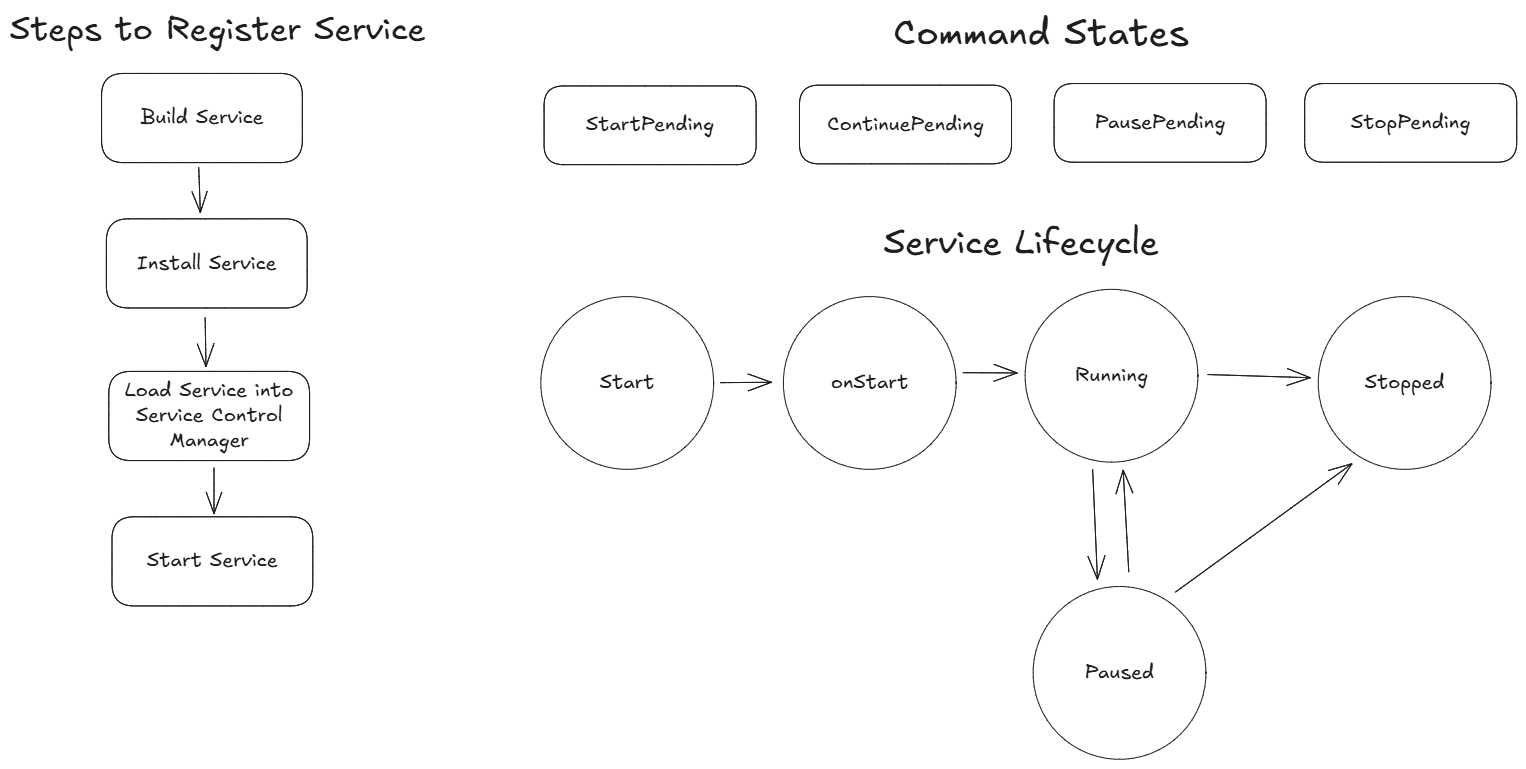 Steps to Register Service
Build Service
Install Service
Load Service into
Service Control
Manager
Start Service
Command States
StartPending
ContinuePending
PausePending
StopPending
Service Lifecycle
Start
onStart
Running
Stopped
Paused